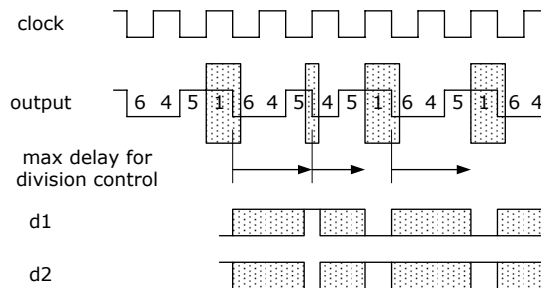 clock
output 6 4 5 1 6 4 5 4 5 1 6 4 5 1 6 4
max delay for
division control
d1
d2